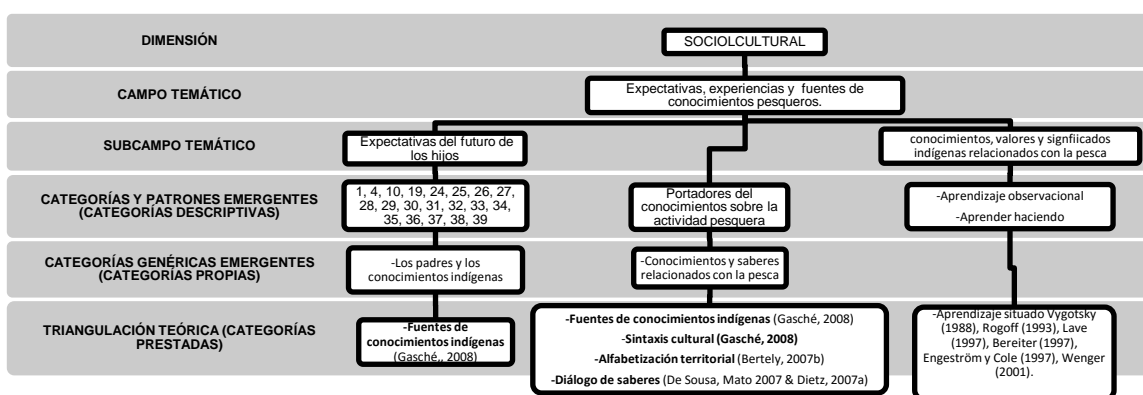 DIMENSIÓN
SOCIOLCULTURAL
CAMPO TEMÁTICO
Expectativas, experiencias y fuentes de
conocimientos pesqueros.
SUBCAMPO TEMÁTICO
Expectativas del futuro de
los hijos
conocimientos, valores y signfiicados
indígenas relacionados con la pesca
CATEGORÍAS Y PATRONES EMERGENTES
(CATEGORÍAS DESCRIPTIVAS)
1, 4, 10, 19, 24, 25, 26, 27,
28, 29, 30, 31, 32, 33, 34,
35, 36, 37, 38, 39
Portadores del
conocimientos sobre la
actividad pesquera
-Aprendizaje observacional
-Aprender haciendo
CATEGORÍAS GENÉRICAS EMERGENTES
(CATEGORÍAS PROPIAS)
-Los padres y los
conocimientos indígenas
-Conocimientos y saberes
relacionados con la pesca
TRIANGULACIÓN TEÓRICA (CATEGORÍAS
PRESTADAS)
-Fuentes de
conocimientos indígenas
(Gasché,, 2008)
-Fuentes de conocimientos indígenas (Gasché, 2008)
-Sintaxis cultural (Gasché, 2008)
-Alfabetización territorial (Bertely, 2007b)
-Diálogo de saberes (De Sousa, Mato 2007 & Dietz, 2007a)
-Aprendizaje situado Vygotsky
(1988), Rogoff (1993), Lave
(1997), Bereiter (1997),
Engeström y Cole (1997), Wenger
(2001).